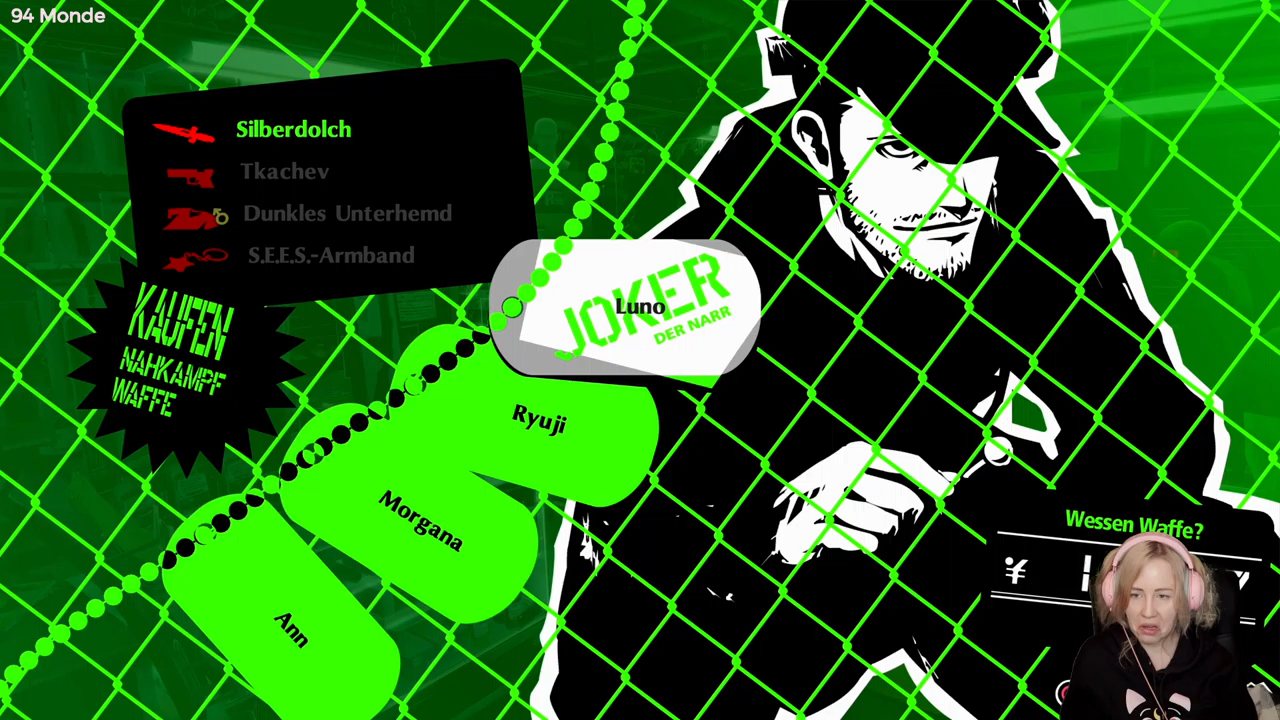 94 Monde
Silberdolch
Tkachev
Dunkles Unterhemd
S.E.E.S.-Armband
KAUFEN
NAHKAMPF
WAFFE
JOKER
Luno
DER NARR
Ryuji
Morgana
Ann
Wessen Waffe?
¥